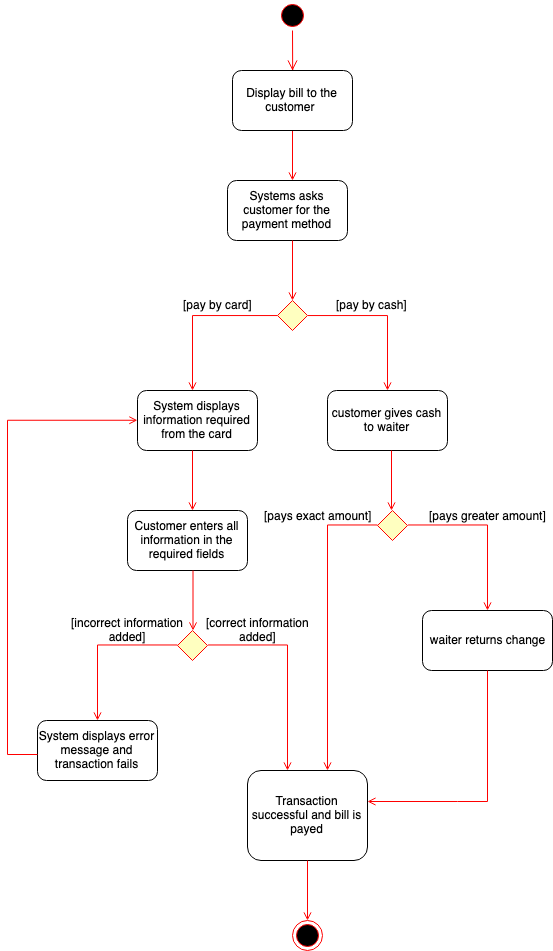 Display bill to the
customer
Systems asks
customer for the
payment method
[pay by card]
[pay by cash]
System displays
information required
from the card
customer gives cash
to waiter
[pays exact amount]
[pays greater amount]
Customer enters all
information in the
required fields
[incorrect information
added]
[correct information
added]
waiter returns change
System displays error
message and
transaction fails
Transaction
successful and bill is
payed